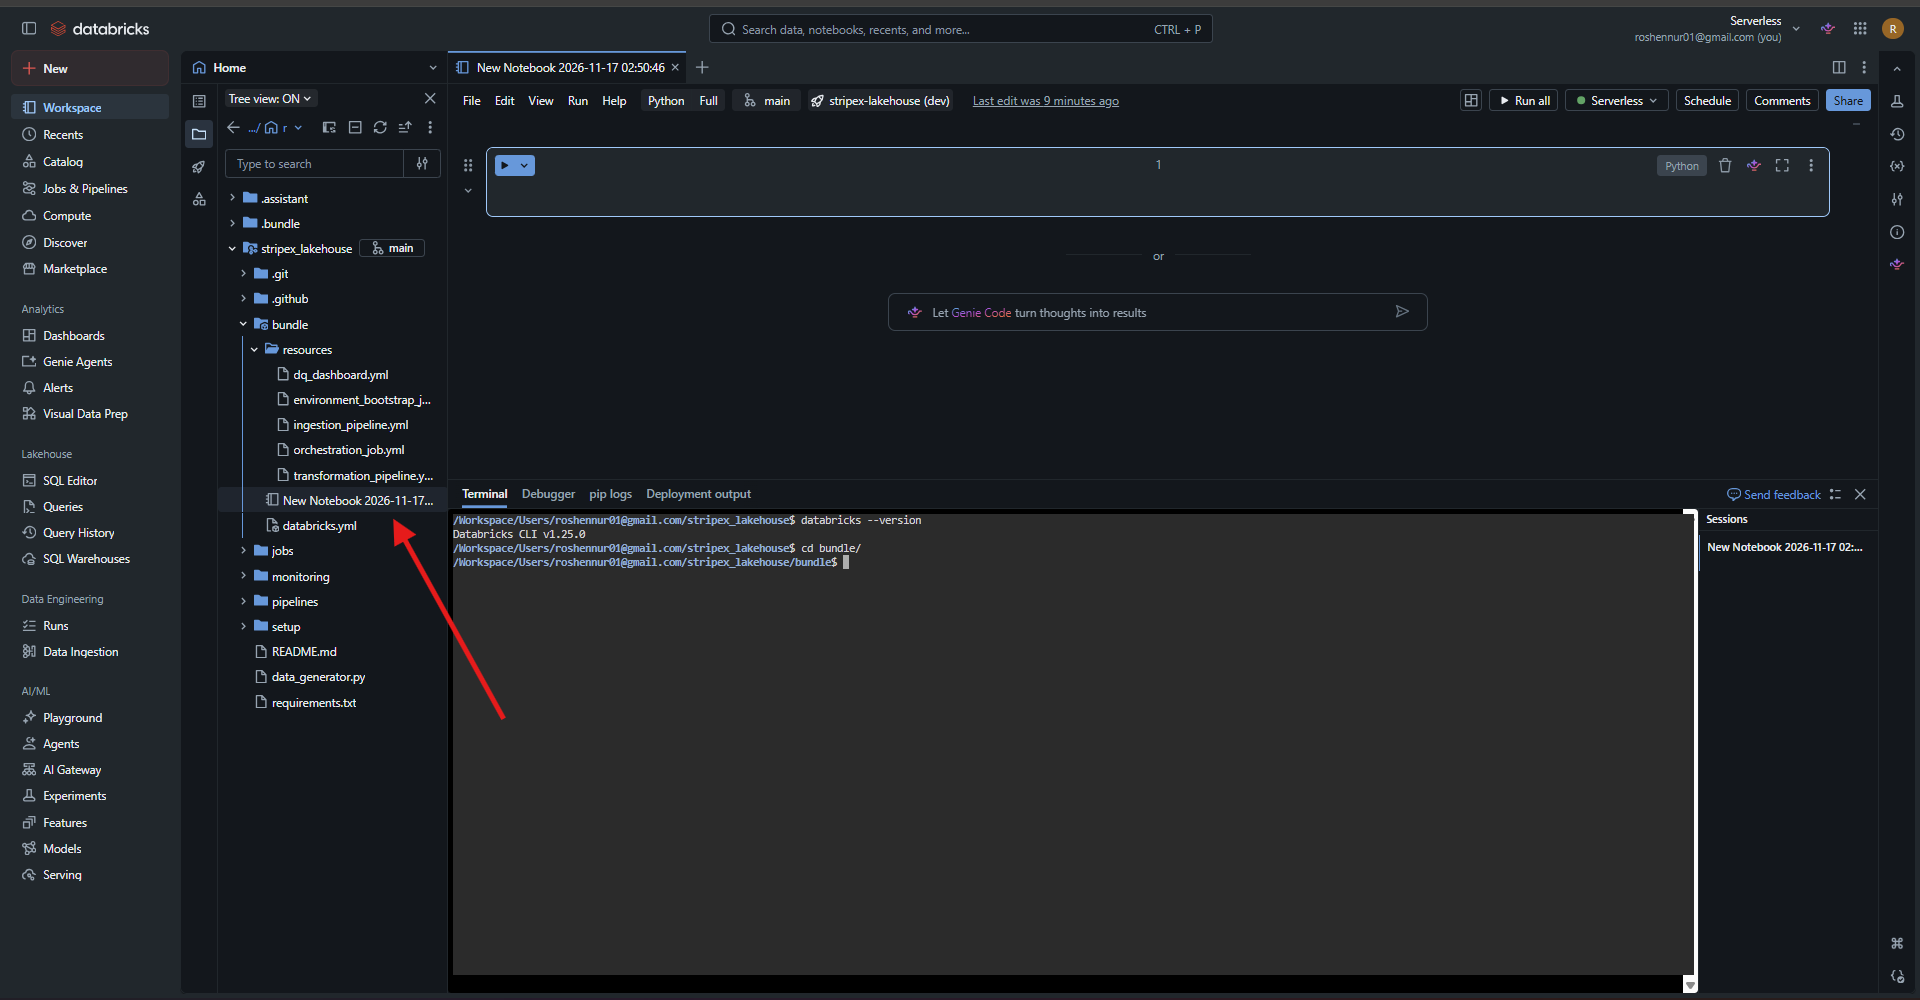 databricks
Search data, notebooks, recents, and more...
CTRL + P
Serverless
roshennur01@gmail.com (you)
R
New
Workspace
Recents
Catalog
Jobs & Pipelines
Compute
Discover
Marketplace
Analytics
Dashboards
Genie Agents
Alerts
Visual Data Prep
Lakehouse
SQL Editor
Queries
Query History
SQL Warehouses
Data Engineering
Runs
Data Ingestion
AI/ML
Playground
Agents
AI Gateway
Experiments
Features
Models
Serving
Home
Tree view: ON
.../ r
Type to search
.assistant
.bundle
stripex_lakehouse main
.git
.github
bundle
resources
dq_dashboard.yml
environment_bootstrap_j...
ingestion_pipeline.yml
orchestration_job.yml
transformation_pipeline.y...
New Notebook 2026-11-17...
databricks.yml
jobs
monitoring
pipelines
setup
README.md
data_generator.py
requirements.txt
New Notebook 2026-11-17 02:50:46
File Edit View Run Help Python Full main stripex-lakehouse (dev) Last edit was 9 minutes ago
Run all Serverless Schedule Comments Share
1
Python
or
Let Genie Code turn thoughts into results
Terminal Debugger pip logs Deployment output
Send feedback
/Workspace/Users/roshennur01@gmail.com/stripex_lakehouse$ databricks --version
Databricks CLI v1.25.0
/Workspace/Users/roshennur01@gmail.com/stripex_lakehouse$ cd bundle/
/Workspace/Users/roshennur01@gmail.com/stripex_lakehouse/bundle$
Sessions
New Notebook 2026-11-17 02:...